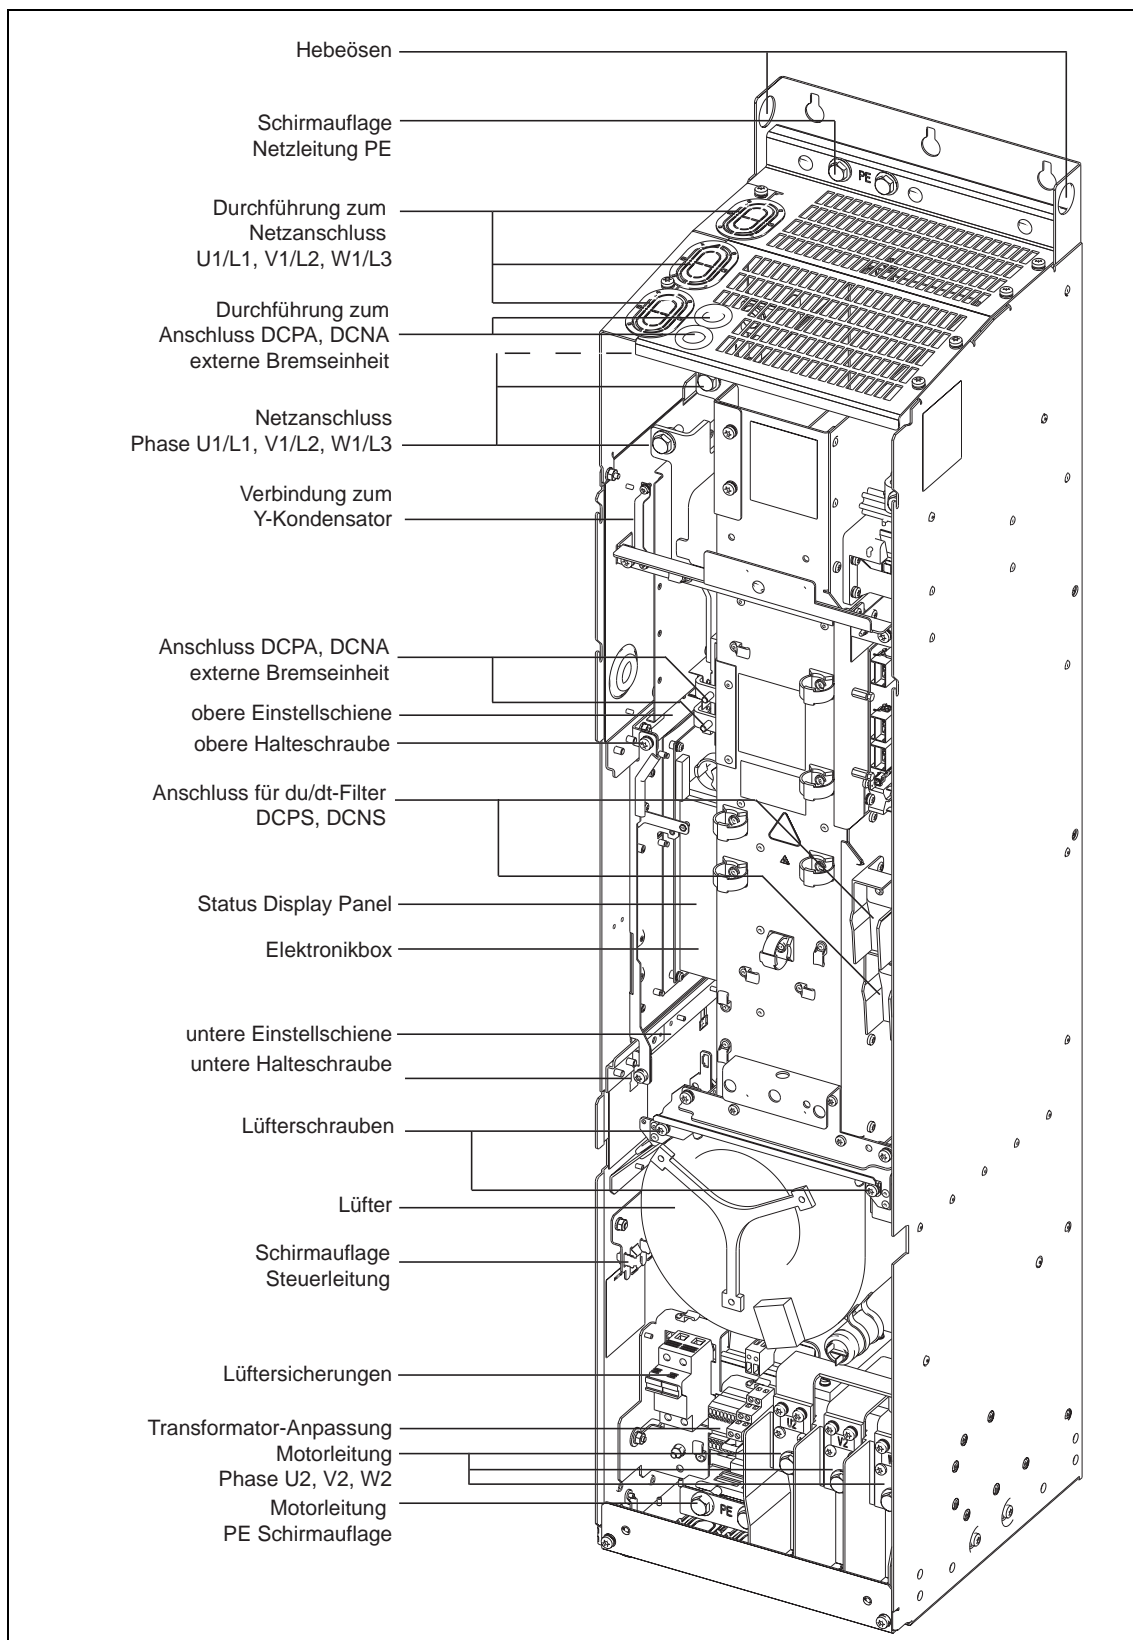 Hebeösen
Schirmauflage
Netzleitung PE
PE
Durchführung zum
Netzanschluss
U1/L1, V1/L2, W1/L3
Durchführung zum
Anschluss DCPA, DCNA
externe Bremseinheit
Netzanschluss
Phase U1/L1, V1/L2, W1/L3
Verbindung zum
Y-Kondensator
Anschluss DCPA, DCNA
externe Bremseinheit
obere Einstellschiene
obere Halteschraube
Anschluss für du/dt-Filter
DCPS, DCNS
Status Display Panel
Elektronikbox
untere Einstellschiene
untere Halteschraube
Lüfterschrauben
Lüfter
Schirmauflage
Steuerleitung
Lüftersicherungen
Transformator-Anpassung
Motorleitung
Phase U2, V2, W2
U2
V2
Motorleitung
PE Schirmauflage
PE